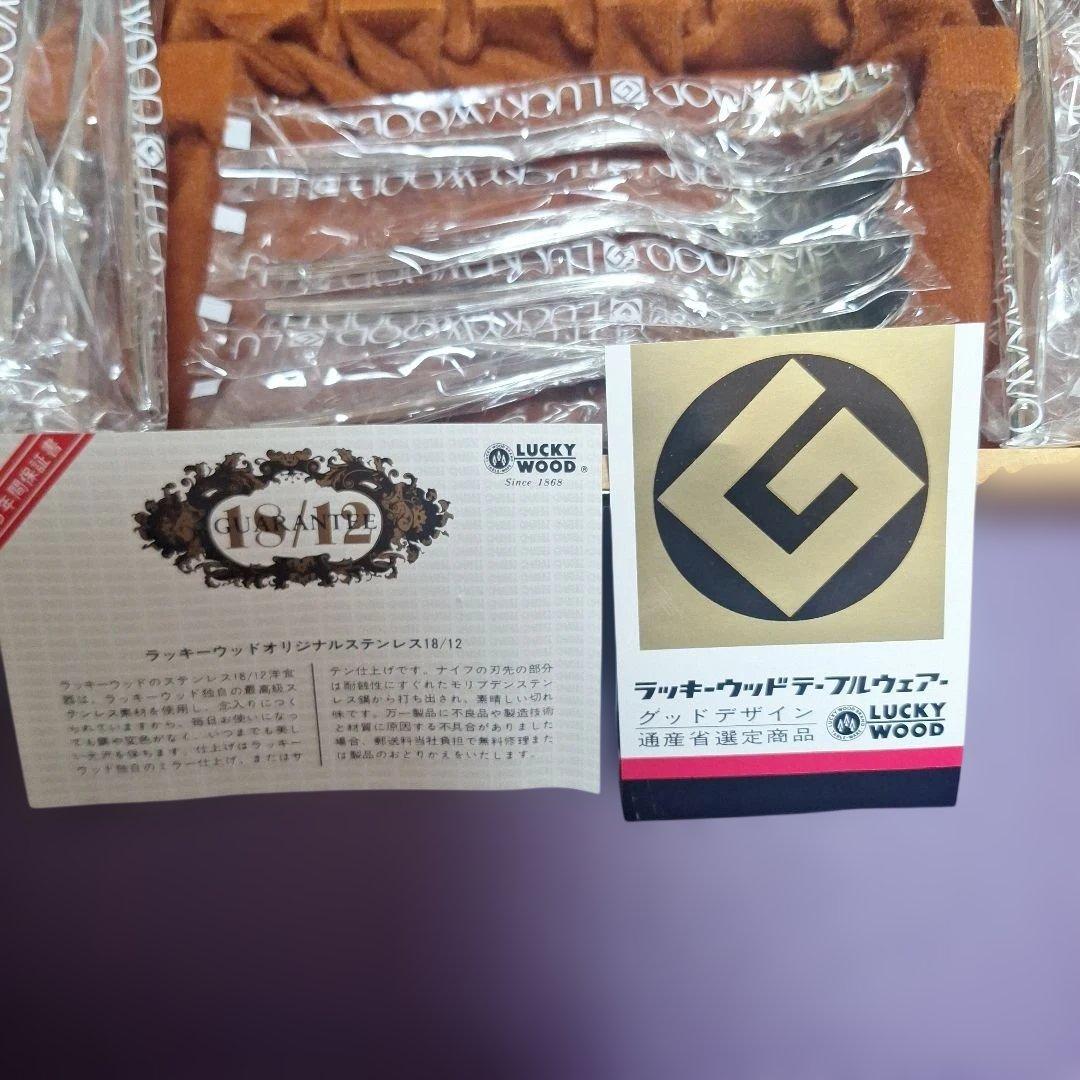 LUCKY WOOD
LUCKY WOOD
年間保証書
LUCKY
WOOD®
Since 1868
GUARANTEE
18/12
ラッキーウッドオリジナルステンレス18/12
ラッキーウッドのステンレス18/12洋食
器は、ラッキーウッド独自の最高級ス
テンレス素材を使用し、念入りにつく
られていますから、毎日お使いになっ
ても錆や変色がなく、いつまでも美し
い光沢を保ちます。仕上げはラッキー
ウッド独自のミラー仕上げ、またはサ
テン仕上げです。ナイフの刃先の部分
は耐蝕性にすぐれたモリブデンステン
レス鋼から打ち出され、素晴しい切れ
味です。万一製品に不良品や製造技術
と材質に原因する不具合がありました
場合、郵送料当社負担で無料修理また
は製品のおとりかえをいたします。
ラッキーウッドテーブルウェアー
グッドデザイン
通産省選定商品
LUCKY
WOOD